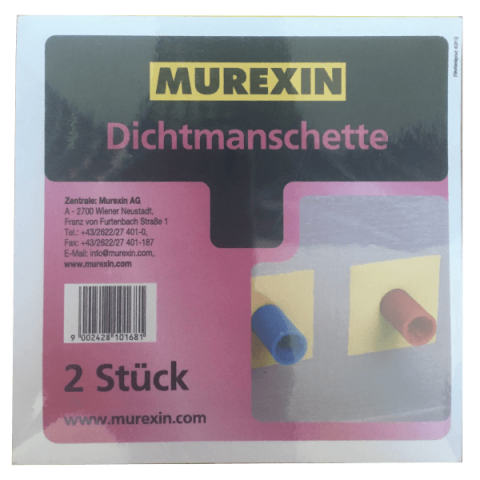 MUREXIN
Dichtmanschette
Zentrale: Murexin AG
A - 2700 Wiener Neustadt,
Franz von Furtenbach Straße 1
Tel.: +43/2622/27 401-0,
Fax: +43/2622/27 401-187
E-Mail: info@murexin.com,
www.murexin.com
9 002428 101681
2 Stück
www.murexin.com